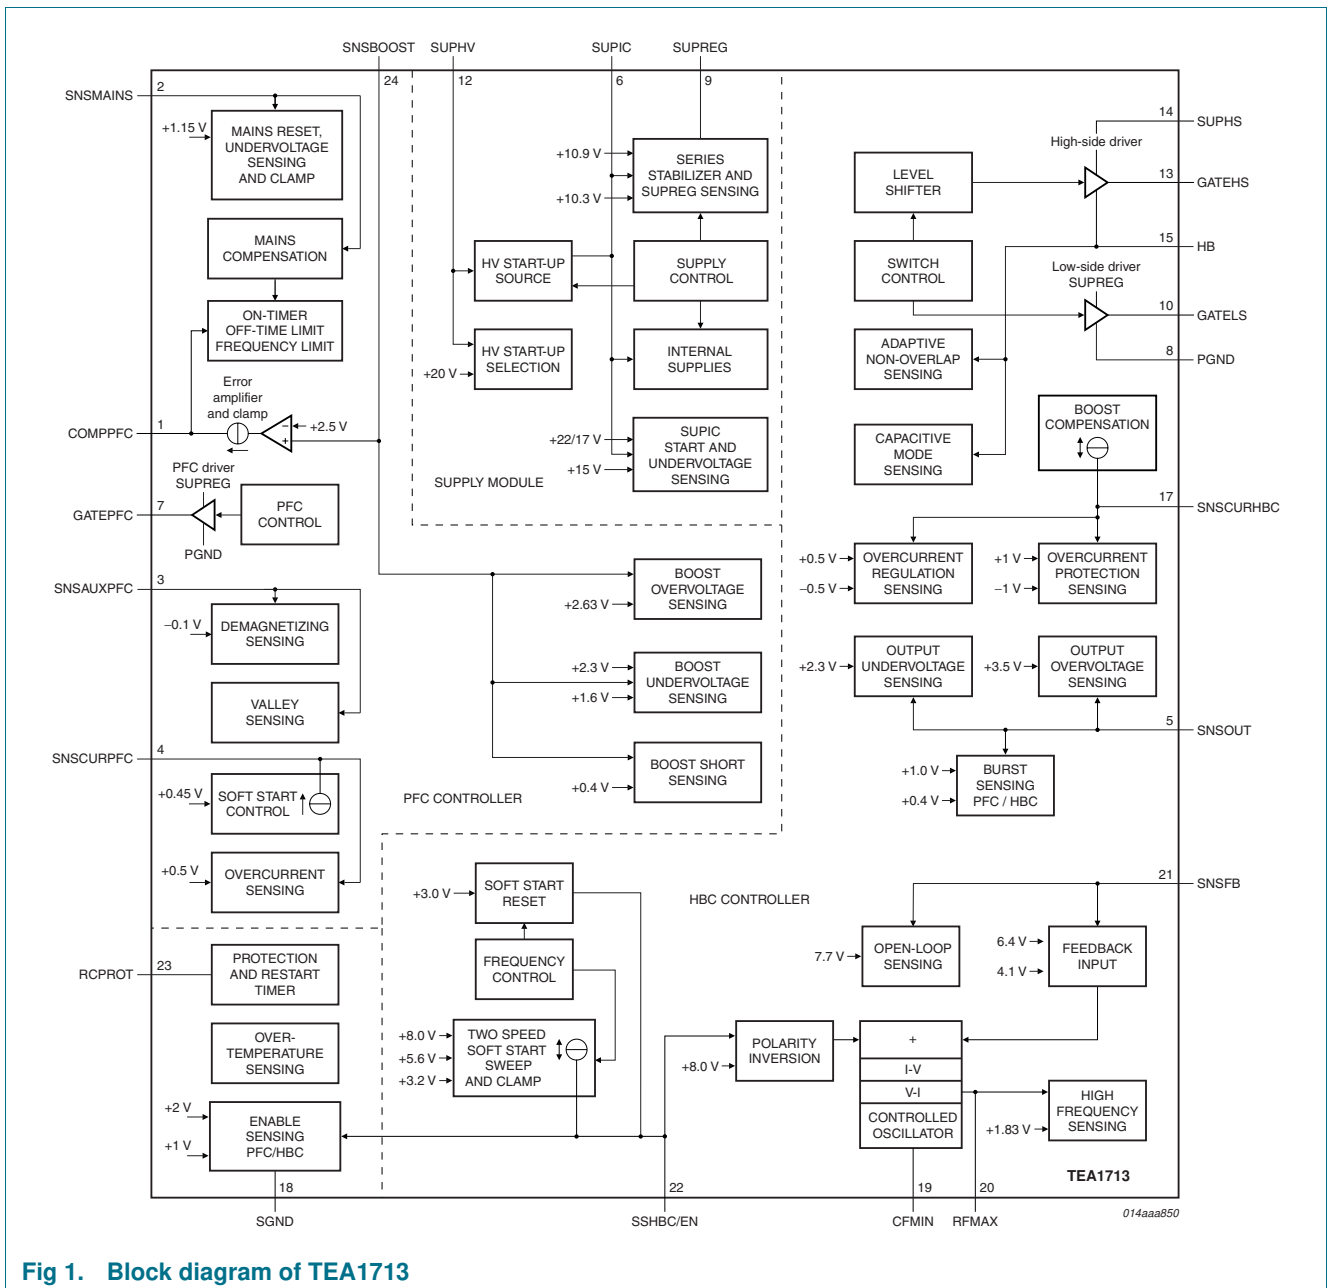 SNSBOOST SUPHV SUPIC SUPREG
24 12 6 9
SNSMAINS 2
+1.15 V
MAINS RESET,
UNDERVOLTAGE
SENSING
AND CLAMP
MAINS
COMPENSATION
ON-TIMER
OFF-TIME LIMIT
FREQUENCY LIMIT
Error
amplifier
and clamp
COMPPFC 1
−
+
+2.5 V
PFC driver
SUPREG
GATEPFC 7
PFC
CONTROL
PGND
SNSAUXPFC 3
−0.1 V
DEMAGNETIZING
SENSING
VALLEY
SENSING
SNSCURPFC 4
+0.45 V
SOFT START
CONTROL
+0.5 V
OVERCURRENT
SENSING
RCPROT 23
PROTECTION
AND RESTART
TIMER
OVER-
TEMPERATURE
SENSING
+2 V
+1 V
ENABLE
SENSING
PFC/HBC
18
SGND
+10.9 V
+10.3 V
SERIES
STABILIZER AND
SUPREG SENSING
HV START-UP
SOURCE
SUPPLY
CONTROL
HV START-UP
SELECTION
+20 V
INTERNAL
SUPPLIES
+22/17 V
+15 V
SUPIC
START AND
UNDERVOLTAGE
SENSING
SUPPLY MODULE
BOOST
OVERVOLTAGE
SENSING
+2.63 V
+2.3 V
+1.6 V
BOOST
UNDERVOLTAGE
SENSING
BOOST SHORT
SENSING
+0.4 V
PFC CONTROLLER
+3.0 V
SOFT START
RESET
FREQUENCY
CONTROL
+8.0 V
+5.6 V
+3.2 V
TWO SPEED
SOFT START
SWEEP
AND CLAMP
HBC CONTROLLER
22
SSHBC/EN
POLARITY
INVERSION
+8.0 V
14 SUPHS
High-side driver
LEVEL
SHIFTER
13 GATEHS
15 HB
SWITCH
CONTROL
Low-side driver
SUPREG
10 GATELS
8 PGND
ADAPTIVE
NON-OVERLAP
SENSING
CAPACITIVE
MODE
SENSING
BOOST
COMPENSATION
17 SNSCURHBC
+0.5 V
−0.5 V
OVERCURRENT
REGULATION
SENSING
+1 V
−1 V
OVERCURRENT
PROTECTION
SENSING
+2.3 V
OUTPUT
UNDERVOLTAGE
SENSING
+3.5 V
OUTPUT
OVERVOLTAGE
SENSING
5 SNSOUT
+1.0 V
+0.4 V
BURST
SENSING
PFC / HBC
21 SNSFB
7.7 V
OPEN-LOOP
SENSING
6.4 V
4.1 V
FEEDBACK
INPUT
+
I-V
V-I
CONTROLLED
OSCILLATOR
+1.83 V
HIGH
FREQUENCY
SENSING
TEA1713
19 20
CFMIN RFMAX
014aaa850
Fig 1. Block diagram of TEA1713